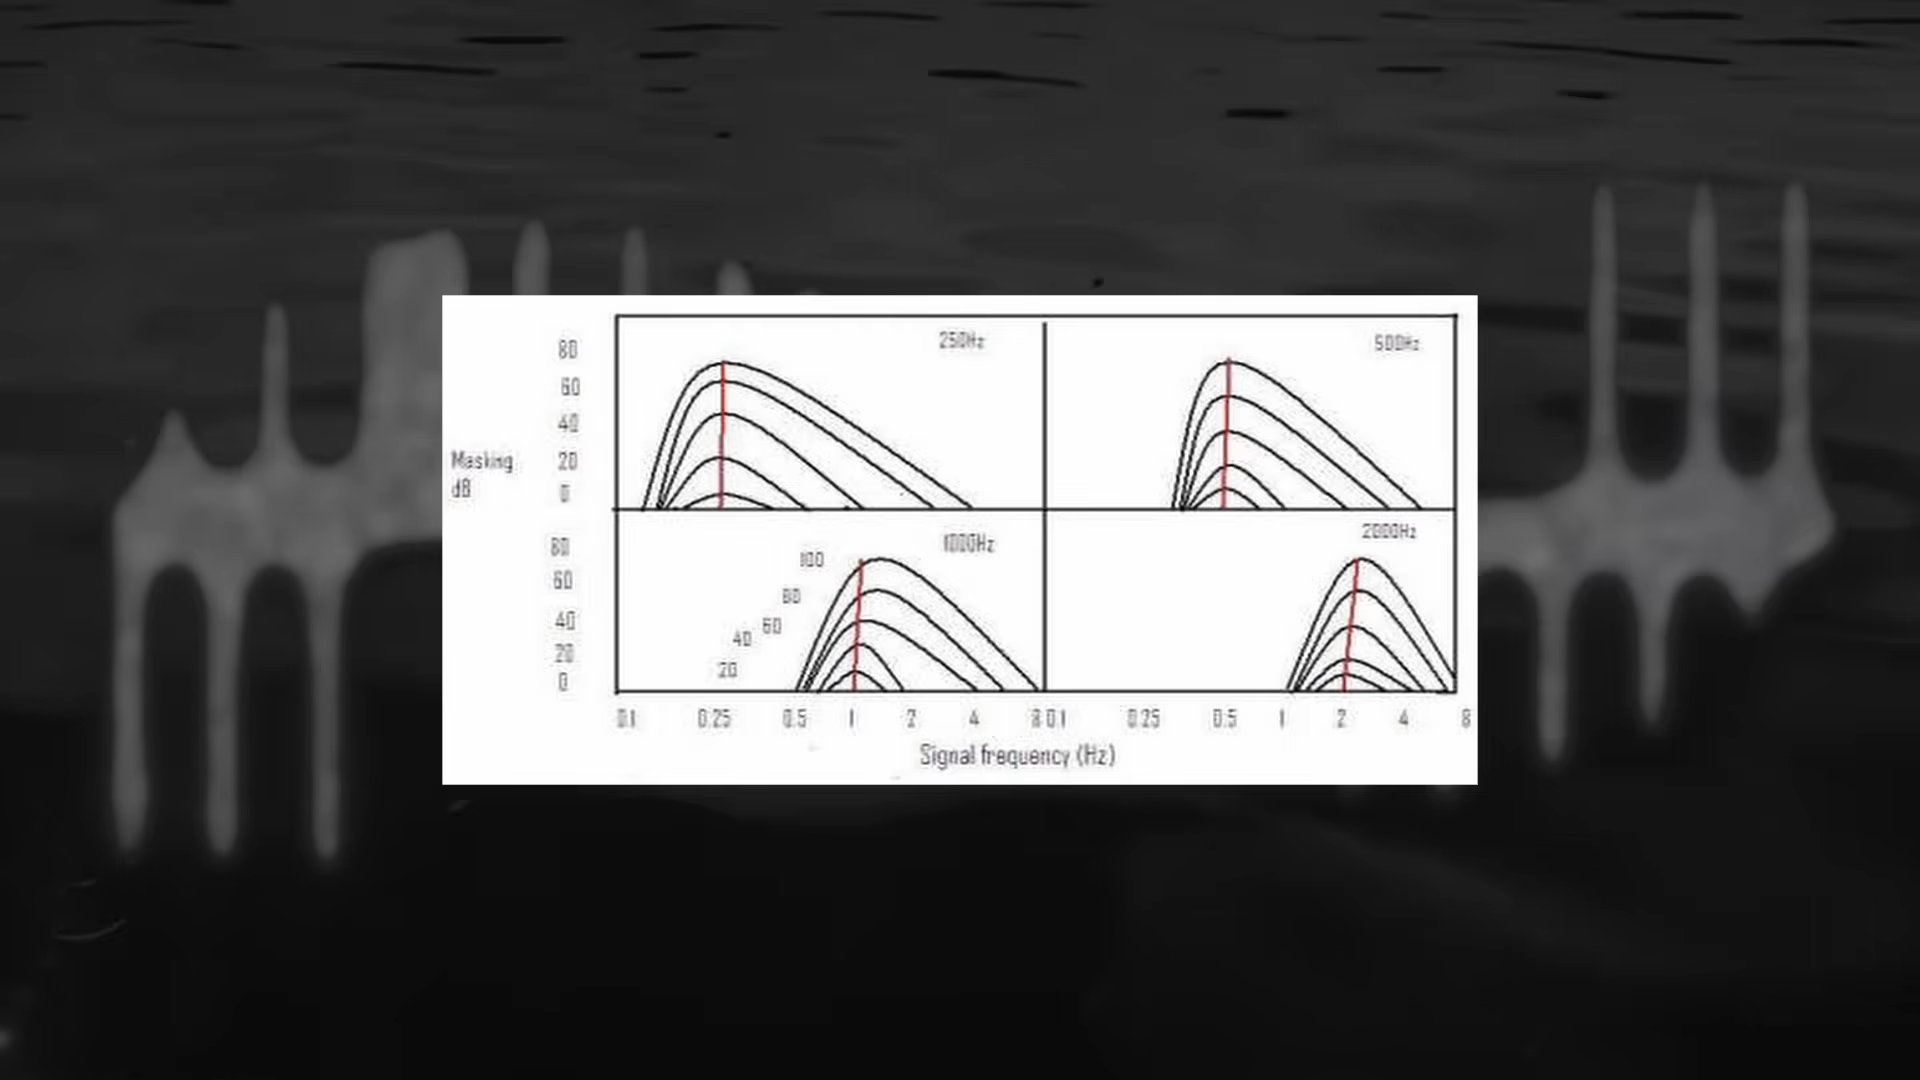 250Hz
500Hz
80
60
40
20
0
Masking
dB
1000Hz
2000Hz
80
60
40
20
0
100
80
60
40
20
0.1 0.25 0.5 1 2 4 8 0.1 0.25 0.5 1 2 4 8
Signal frequency (Hz)